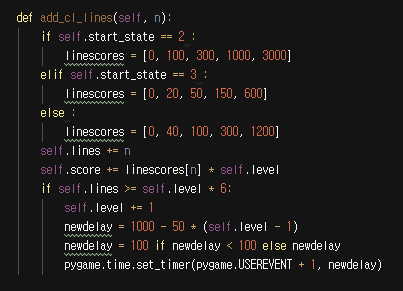 def add_cl_lines(self, n):
    if self.start_state == 2 :
        linescores = [0, 100, 300, 1000, 3000]
    elif self.start_state == 3 :
        linescores = [0, 20, 50, 150, 600]
    else :
        linescores = [0, 40, 100, 300, 1200]
    self.lines += n
    self.score += linescores[n] * self.level
    if self.lines >= self.level * 6:
        self.level += 1
        newdelay = 1000 - 50 * (self.level - 1)
        newdelay = 100 if newdelay < 100 else newdelay
        pygame.time.set_timer(pygame.USEREVENT + 1, newdelay)